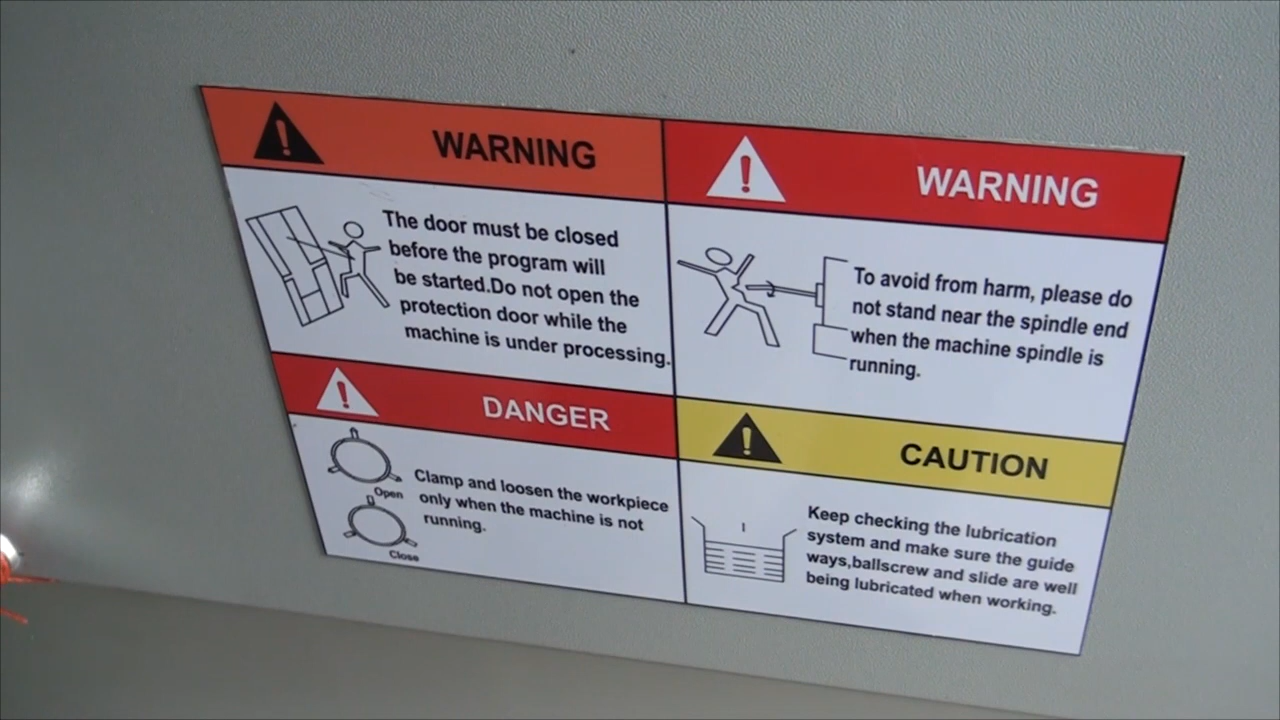 WARNING
The door must be closed
before the program will
be started.Do not open the
protection door while the
machine is under processing.
WARNING
To avoid from harm, please do
not stand near the spindle end
when the machine spindle is
running.
DANGER
Open
Close
Clamp and loosen the workpiece
only when the machine is not
running.
CAUTION
Keep checking the lubrication
system and make sure the guide
ways,ballscrew and slide are well
being lubricated when working.